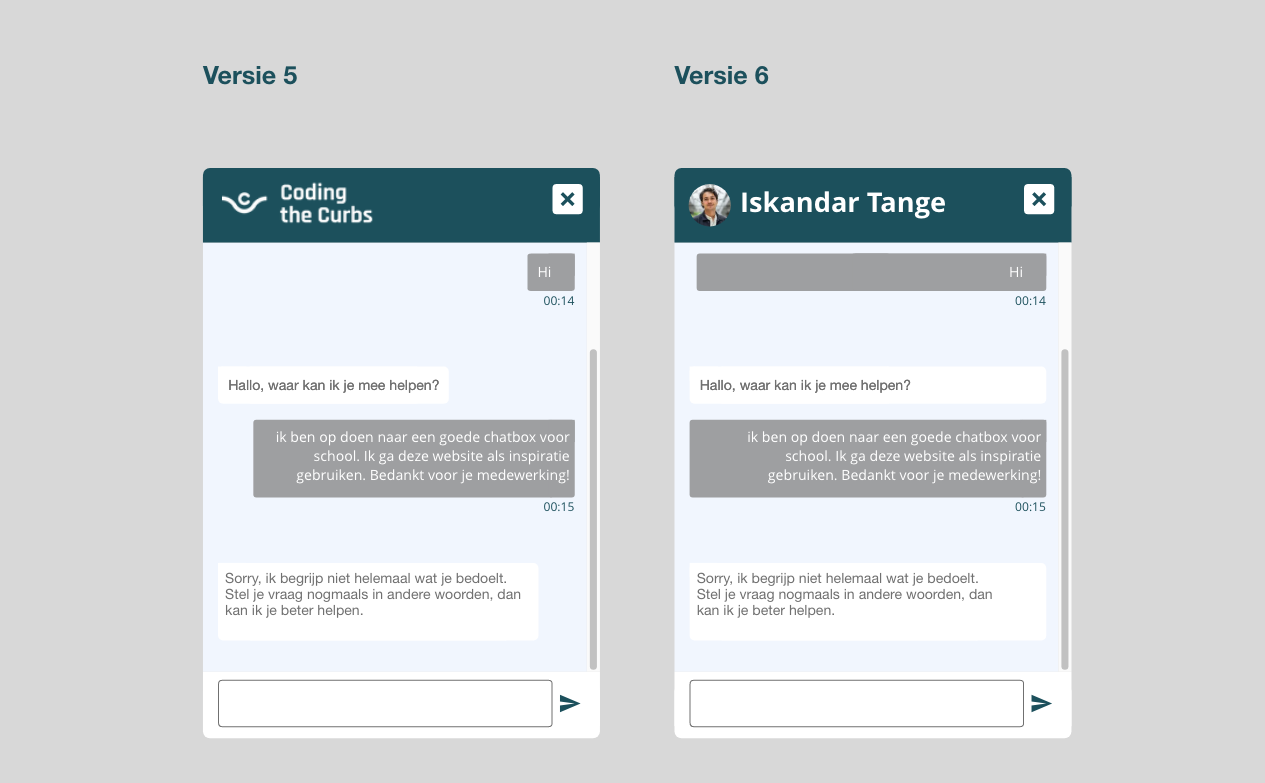 Versie 5
Coding
the Curbs
Hi
00:14
Hallo, waar kan ik je mee helpen?
ik ben op doen naar een goede chatbox voor
school. Ik ga deze website als inspiratie
gebruiken. Bedankt voor je medewerking!
00:15
Sorry, ik begrijp niet helemaal wat je bedoelt.
Stel je vraag nogmaals in andere woorden, dan
kan ik je beter helpen.
Versie 6
Iskandar Tange
Hi
00:14
Hallo, waar kan ik je mee helpen?
ik ben op doen naar een goede chatbox voor
school. Ik ga deze website als inspiratie
gebruiken. Bedankt voor je medewerking!
00:15
Sorry, ik begrijp niet helemaal wat je bedoelt.
Stel je vraag nogmaals in andere woorden, dan
kan ik je beter helpen.